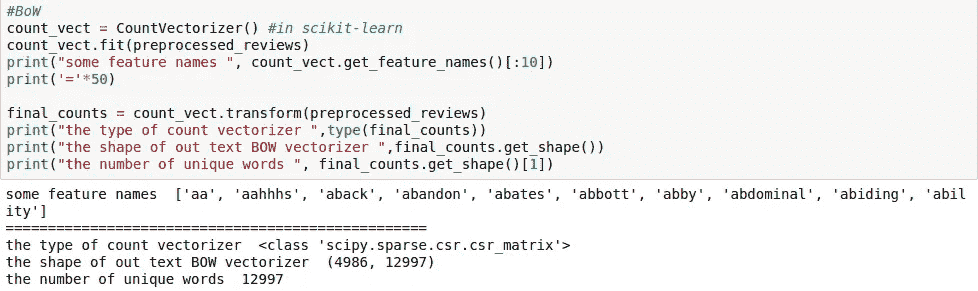 #BoW
count_vect = CountVectorizer() #in scikit-learn
count_vect.fit(preprocessed_reviews)
print("some feature names ", count_vect.get_feature_names()[:10])
print('='*50)
final_counts = count_vect.transform(preprocessed_reviews)
print("the type of count vectorizer ",type(final_counts))
print("the shape of out text BOW vectorizer ",final_counts.get_shape())
print("the number of unique words ", final_counts.get_shape()[1])
some feature names  ['aa', 'aahhhs', 'aback', 'abandon', 'abates', 'abbott', 'abby', 'abdominal', 'abiding', 'abil
ity']
==================================================
the type of count vectorizer  <class 'scipy.sparse.csr.csr_matrix'>
the shape of out text BOW vectorizer  (4986, 12997)
the number of unique words  12997